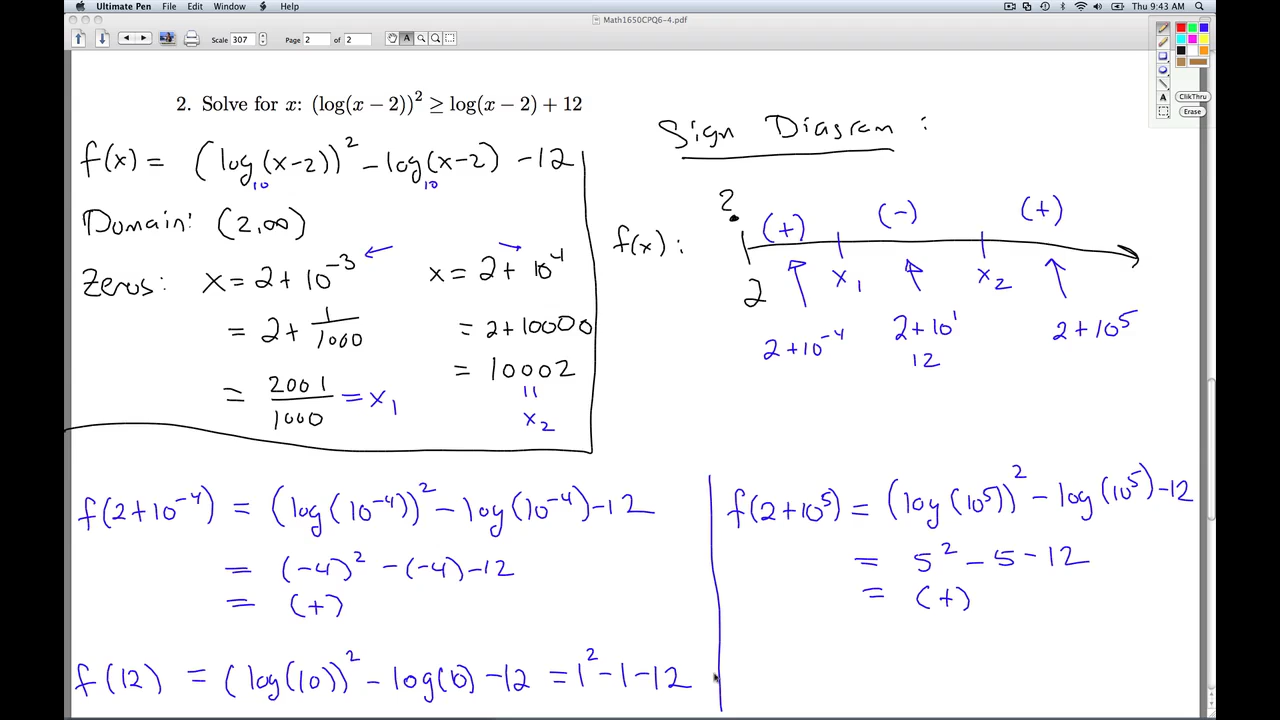 Ultimate Pen File Edit Window Help Thu 9:43 AM
Math1650CPQ6-4.pdf
Scale 307 Page 2 of 2
A
ClikThru
Erase
2. Solve for x: (log(x − 2))² ≥ log(x − 2) + 12
f(x) = (log₁₀(x-2))² - log₁₀(x-2) - 12
Domain: (2,∞)
Zeros: x = 2 + 10⁻³ ← x = 2 + 10⁴
= 2 + 1/1000 = 2 + 10000
= 2001/1000 = x₁ = 10002
=
x₂
Sign Diagram:
?
f(x): (+) (-) (+)
2 x₁ x₂
2+10⁻⁴ 2+10¹ 2+10⁵
12
f(2+10⁻⁴) = (log(10⁻⁴))² - log(10⁻⁴) - 12
= (-4)² - (-4) - 12
= (+)
f(12) = (log(10))² - log(10) - 12 = 1² - 1 - 12
f(2+10⁵) = (log(10⁵))² - log(10⁵) - 12
= 5² - 5 - 12
= (+)